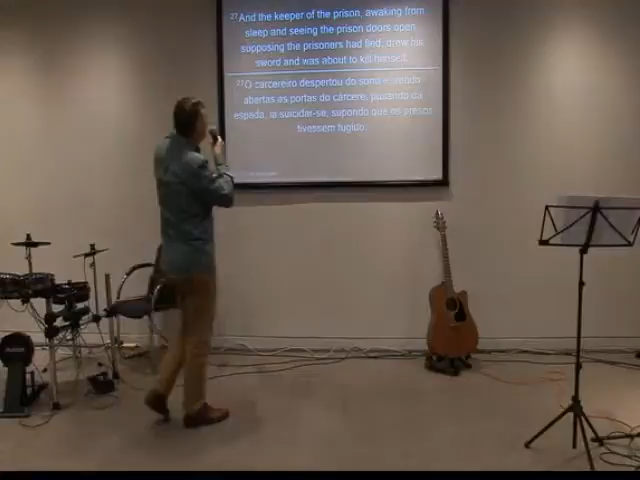 27 And the keeper of the prison, awaking from
sleep and seeing the prison doors open,
supposing the prisoners had fled, drew his
sword and was about to kill himself.
27 O carcereiro despertou do sono e, vendo
abertas as portas do cárcere, puxando da
espada, ia suicidar-se, supondo que os presos
tivessem fugido.